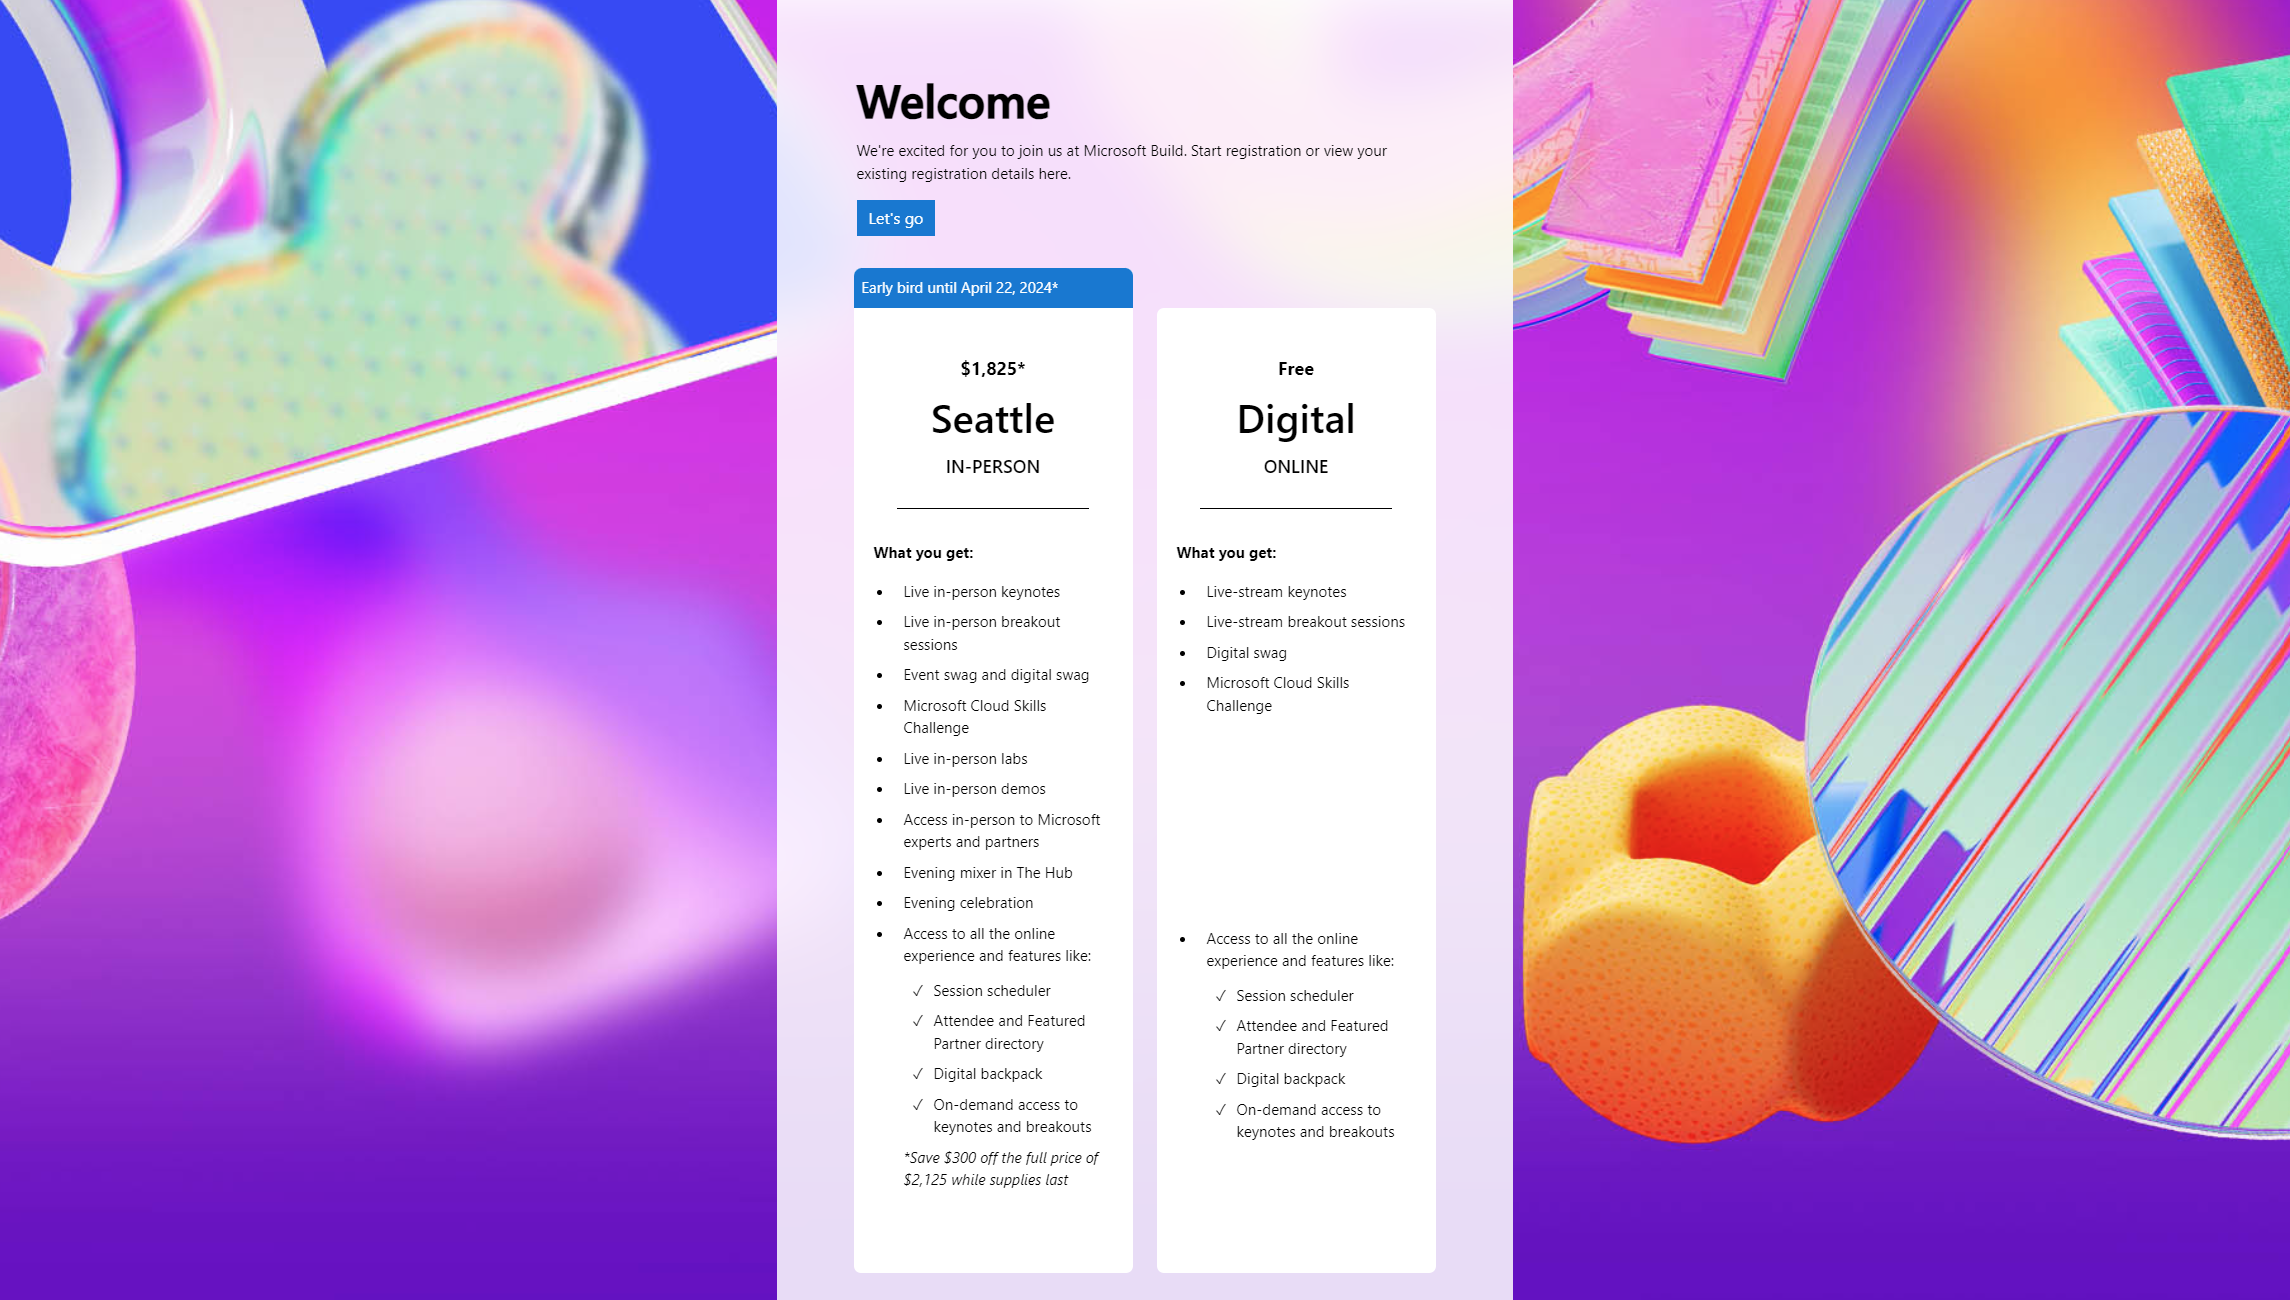 Welcome
We're excited for you to join us at Microsoft Build. Start registration or view your
existing registration details here.
Let's go
Early bird until April 22, 2024*
$1,825*
Seattle
IN-PERSON
What you get:
• Live in-person keynotes
• Live in-person breakout
sessions
• Event swag and digital swag
• Microsoft Cloud Skills
Challenge
• Live in-person labs
• Live in-person demos
• Access in-person to Microsoft
experts and partners
• Evening mixer in The Hub
• Evening celebration
• Access to all the online
experience and features like:
✓ Session scheduler
✓ Attendee and Featured
Partner directory
✓ Digital backpack
✓ On-demand access to
keynotes and breakouts
*Save $300 off the full price of
$2,125 while supplies last
Free
Digital
ONLINE
What you get:
• Live-stream keynotes
• Live-stream breakout sessions
• Digital swag
• Microsoft Cloud Skills
Challenge
• Access to all the online
experience and features like:
✓ Session scheduler
✓ Attendee and Featured
Partner directory
✓ Digital backpack
✓ On-demand access to
keynotes and breakouts